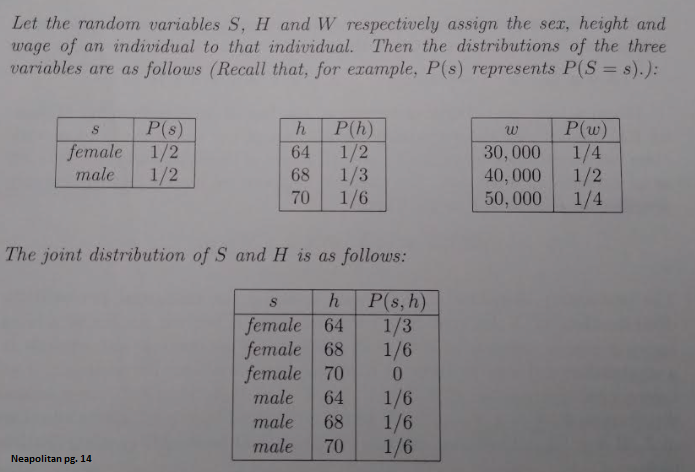 Let the random variables S, H and W respectively assign the sex, height and
wage of an individual to that individual. Then the distributions of the three
variables are as follows (Recall that, for example, P(s) represents P(S = s).):
s P(s)
female 1/2
male 1/2
h P(h)
64 1/2
68 1/3
70 1/6
w P(w)
30,000 1/4
40,000 1/2
50,000 1/4
The joint distribution of S and H is as follows:
s h P(s,h)
female 64 1/3
female 68 1/6
female 70 0
male 64 1/6
male 68 1/6
male 70 1/6
Neapolitan pg. 14